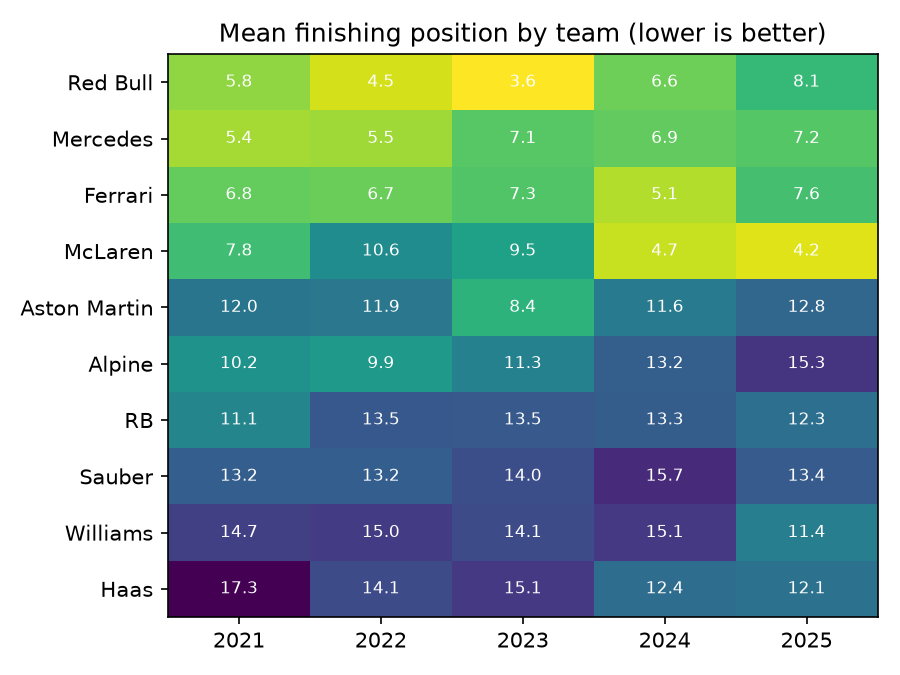 Mean finishing position by team (lower is better)
Red Bull 5.8 4.5 3.6 6.6 8.1
Mercedes 5.4 5.5 7.1 6.9 7.2
Ferrari 6.8 6.7 7.3 5.1 7.6
McLaren 7.8 10.6 9.5 4.7 4.2
Aston Martin 12.0 11.9 8.4 11.6 12.8
Alpine 10.2 9.9 11.3 13.2 15.3
RB 11.1 13.5 13.5 13.3 12.3
Sauber 13.2 13.2 14.0 15.7 13.4
Williams 14.7 15.0 14.1 15.1 11.4
Haas 17.3 14.1 15.1 12.4 12.1
2021 2022 2023 2024 2025